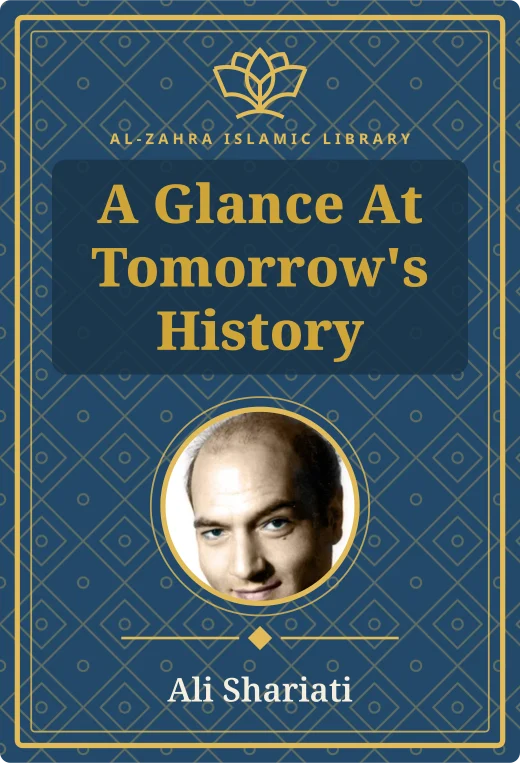 AL-ZAHRA ISLAMIC LIBRARY
A Glance At
Tomorrow's
History
Ali Shariati